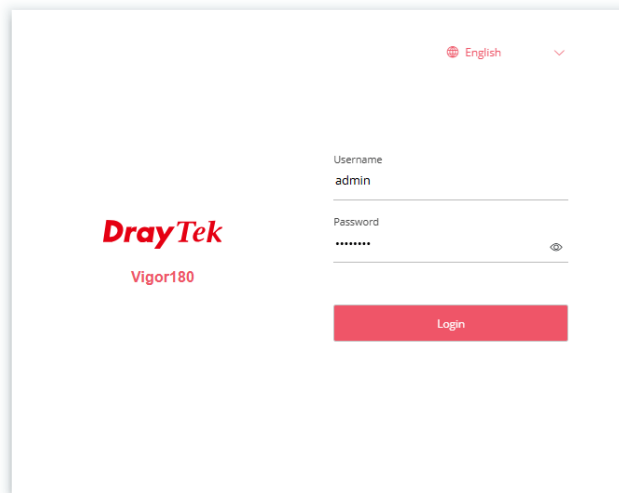 English
Username
admin
Password
••••••••
DrayTek
Vigor180
Login